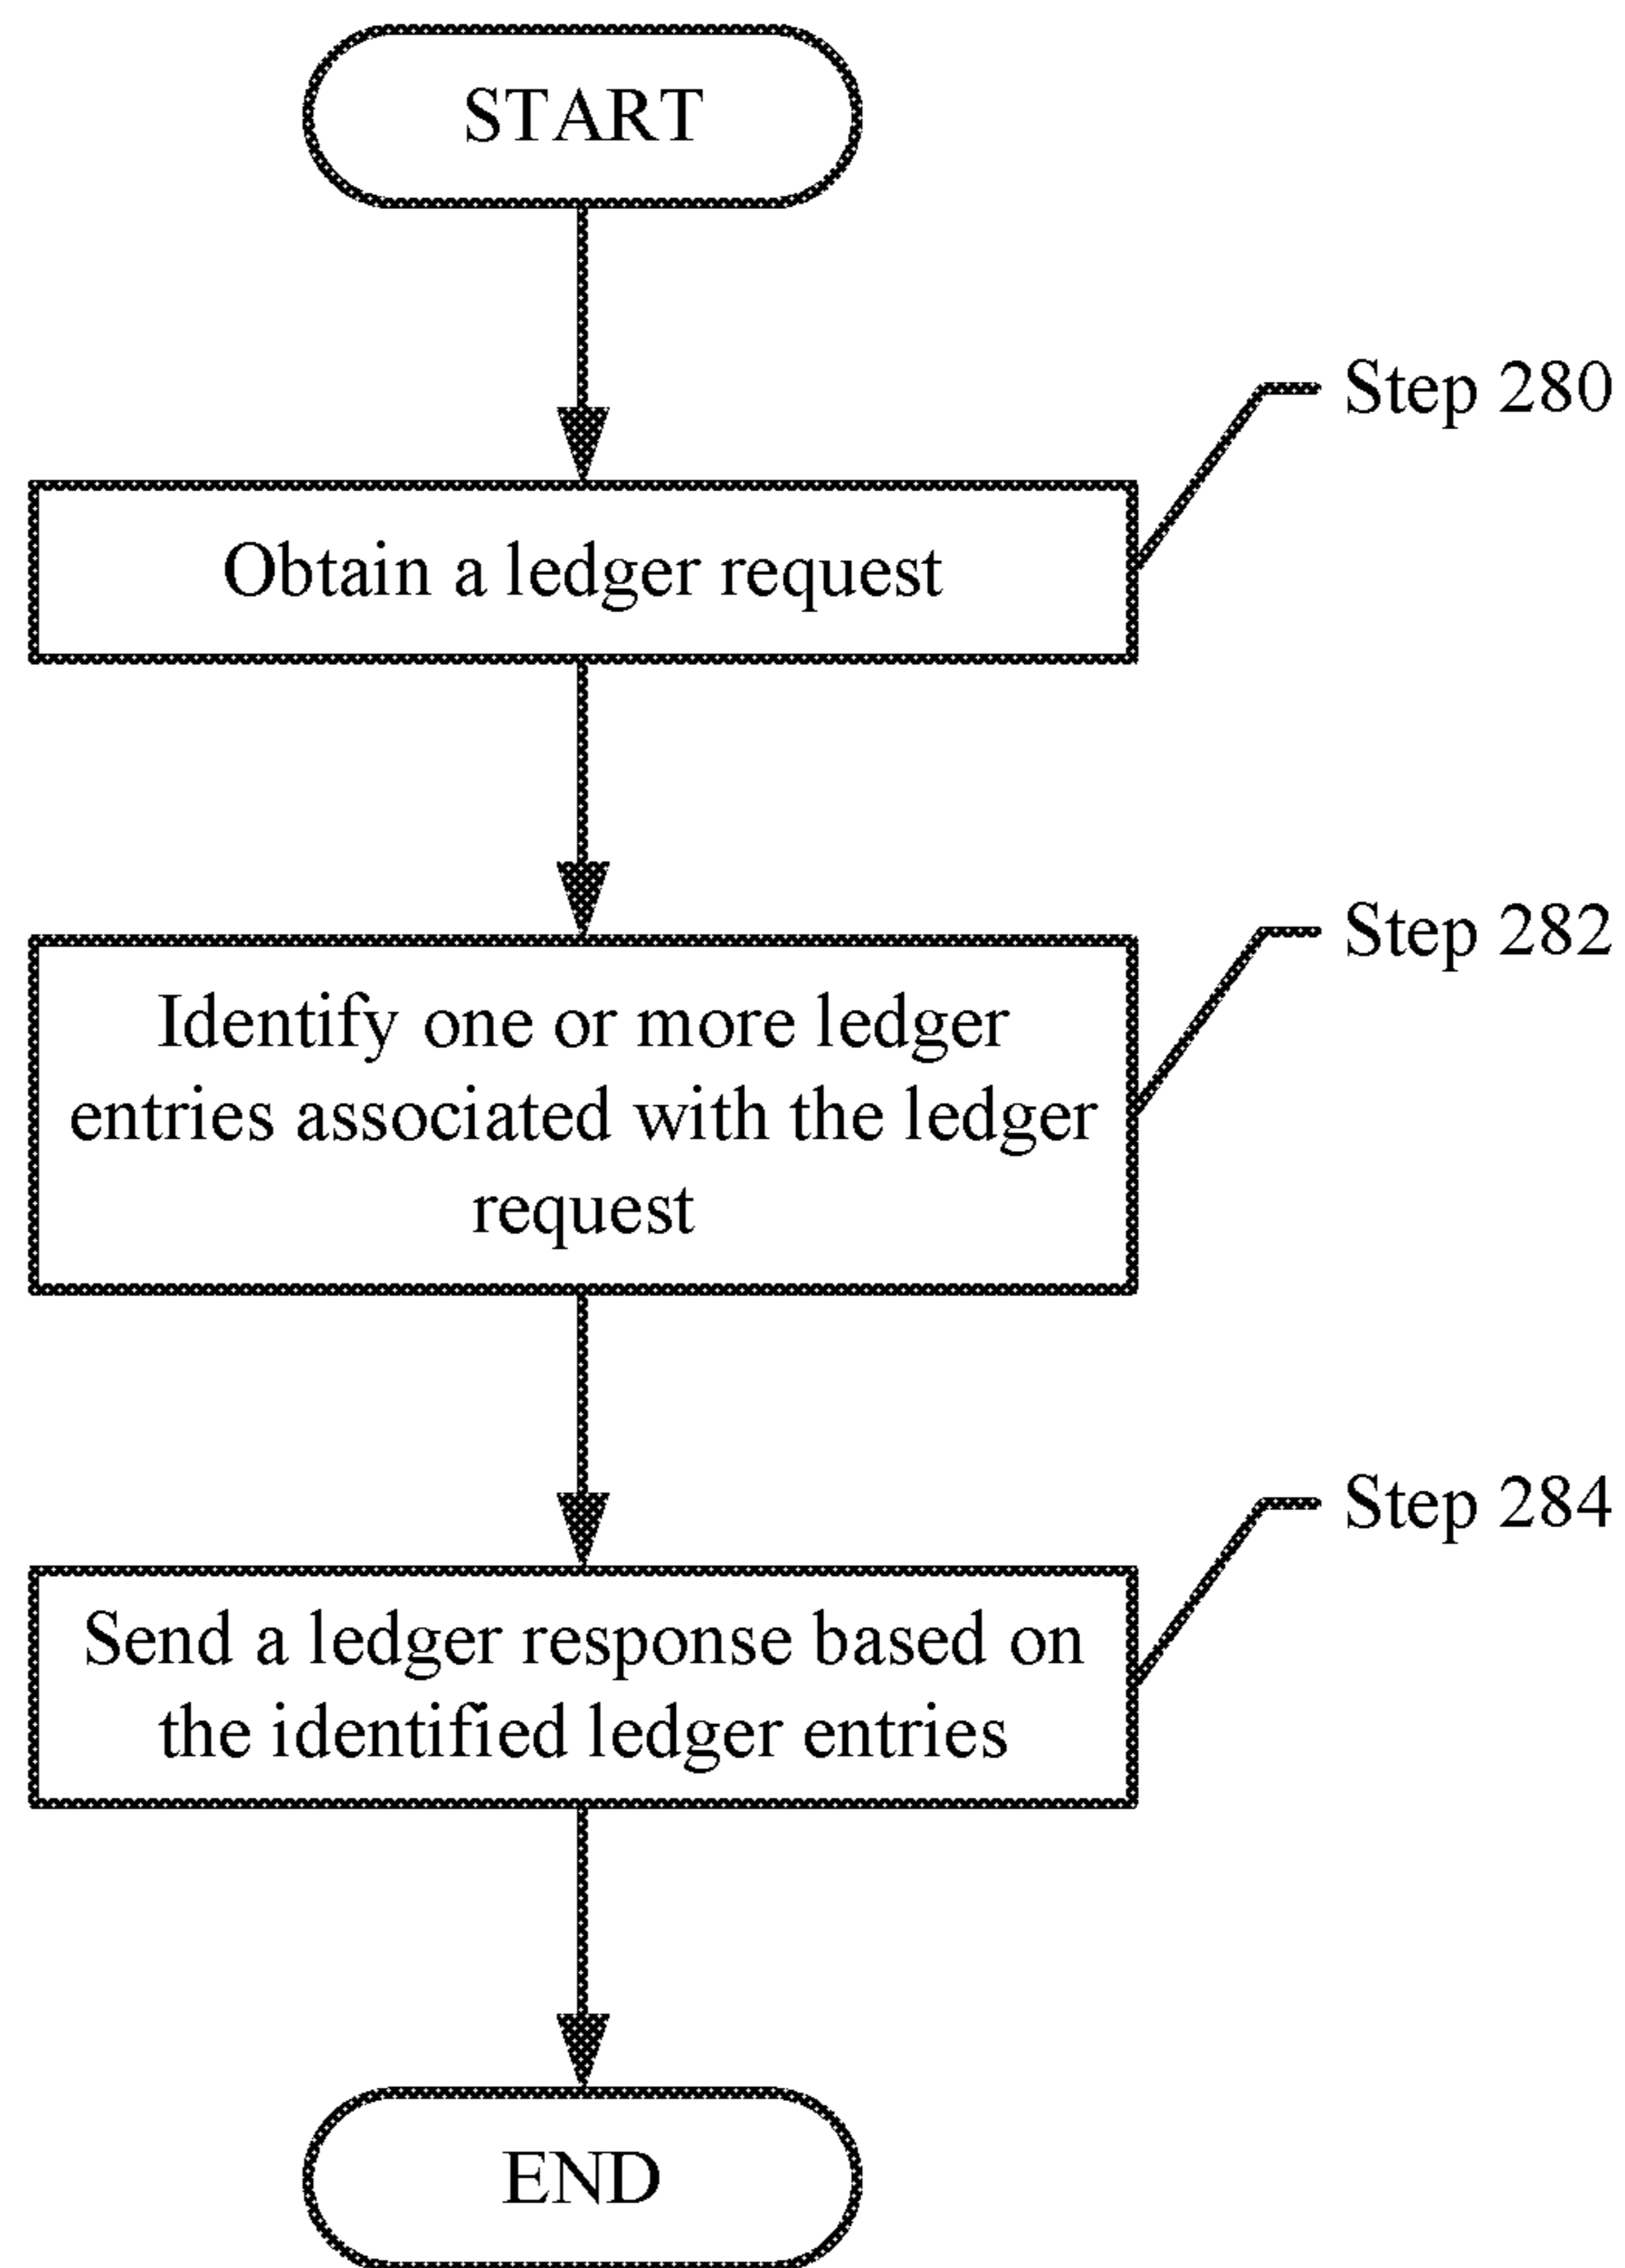 START
Step 280
Obtain a ledger request
Step 282
Identify one or more ledger
entries associated with the ledger
request
Step 284
Send a ledger response based on
the identified ledger entries
END